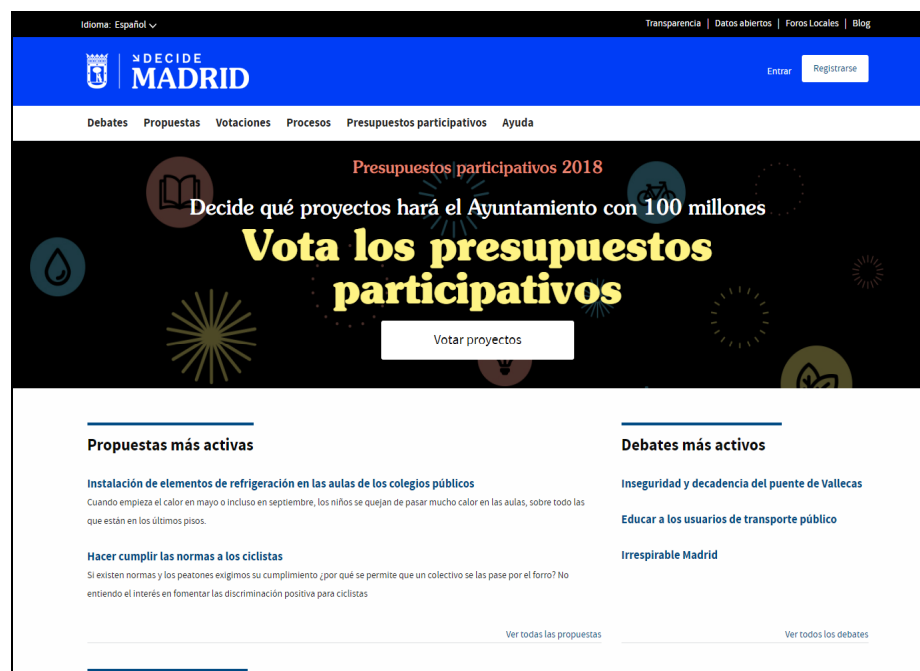 Idioma: Español
Transparencia | Datos abiertos | Foros Locales | Blog
DECIDE
MADRID
Entrar
Registrarse
Debates Propuestas Votaciones Procesos Presupuestos participativos Ayuda
Presupuestos participativos 2018
Decide qué proyectos hará el Ayuntamiento con 100 millones
Vota los presupuestos
participativos
Votar proyectos
Propuestas más activas
Instalación de elementos de refrigeración en las aulas de los colegios públicos
Cuando empieza el calor en mayo o incluso en septiembre, los niños se quejan de pasar mucho calor en las aulas, sobre todo las
que están en los últimos pisos.
Hacer cumplir las normas a los ciclistas
Si existen normas y los peatones exigimos su cumplimiento ¿por qué se permite que un colectivo se las pase por el forro? No
entiendo el interés en fomentar las discriminación positiva para ciclistas
Ver todas las propuestas
Debates más activos
Inseguridad y decadencia del puente de Vallecas
Educar a los usuarios de transporte público
Irrespirable Madrid
Ver todos los debates